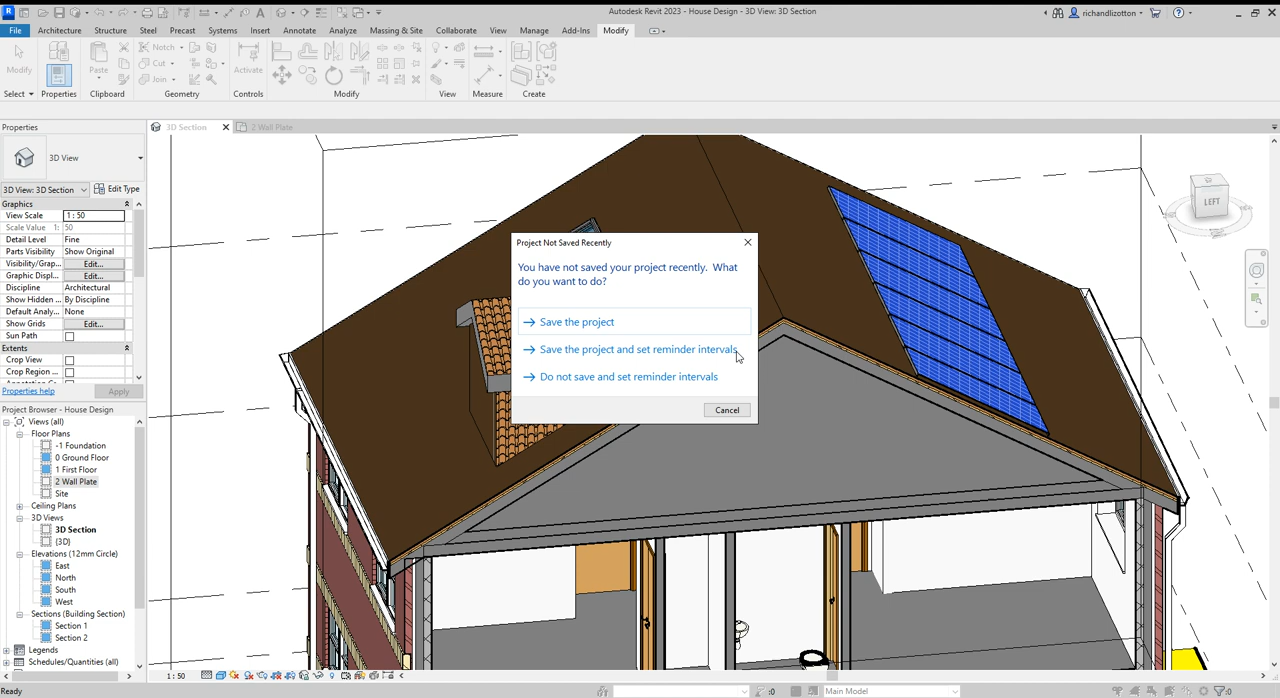 Autodesk Revit 2023 - House Design - 3D View: 3D Section
richandlizotton
File Architecture Structure Steel Precast Systems Insert Annotate Analyze Massing & Site Collaborate View Manage Add-Ins Modify
Modify Paste Notch Cut Join Activate
Select Properties Clipboard Geometry Controls Modify View Measure Create
Properties
3D Section 2 Wall Plate
3D View
3D View: 3D Section Edit Type
Graphics
View Scale 1 : 50
Scale Value 1: 50
Detail Level Fine
Parts Visibility Show Original
Visibility/Grap... Edit...
Graphic Displ... Edit...
Discipline Architectural
Show Hidden ... By Discipline
Default Analy... None
Show Grids Edit...
Sun Path
Extents
Crop View
Crop Region ...
Properties help Apply
LEFT
Project Not Saved Recently
You have not saved your project recently. What
do you want to do?
Save the project
Save the project and set reminder intervals
Do not save and set reminder intervals
Cancel
Project Browser - House Design
Views (all)
Floor Plans
-1 Foundation
0 Ground Floor
1 First Floor
2 Wall Plate
Site
Ceiling Plans
3D Views
3D Section
{3D}
Elevations (12mm Circle)
East
North
South
West
Sections (Building Section)
Section 1
Section 2
Legends
Schedules/Quantities (all)
1 : 50
Ready
:0
Main Model
:0